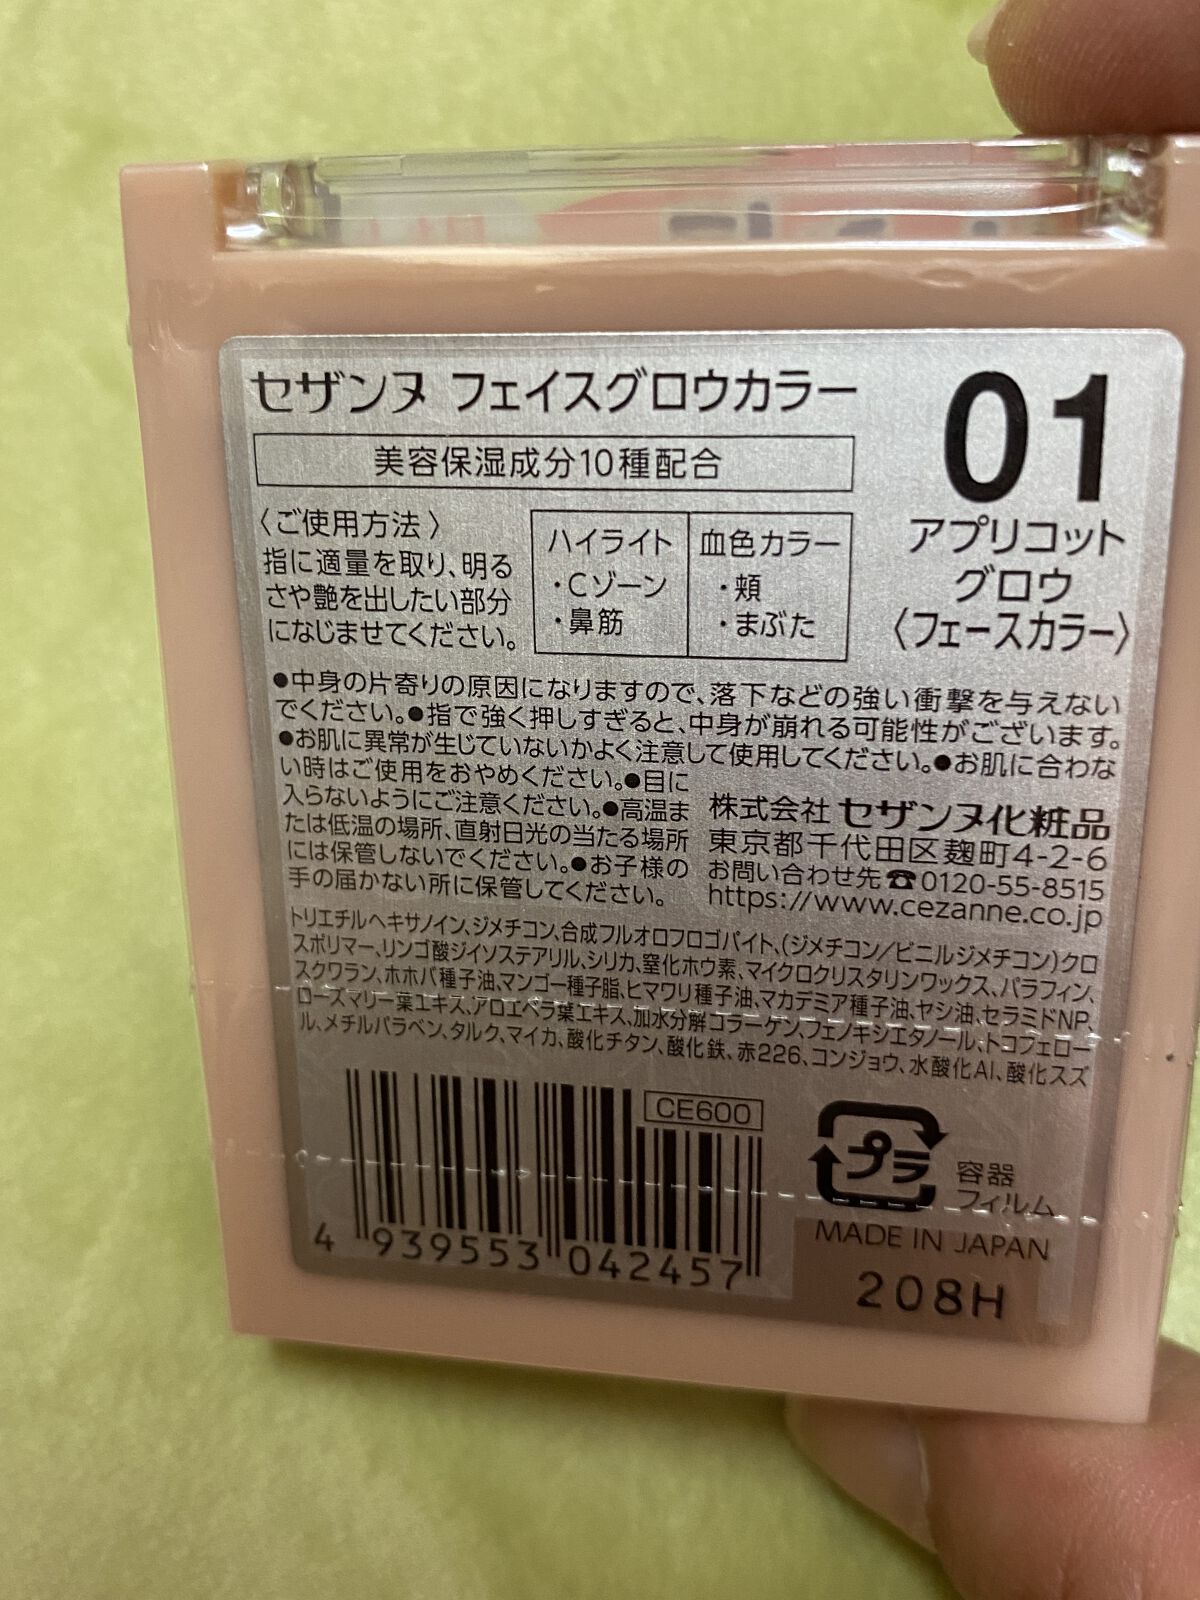 セザンヌ フェイスグロウカラー
01
アプリコット
グロウ
〈フェースカラー〉
美容保湿成分10種配合
〈ご使用方法〉
指に適量を取り、明る
さや艶を出したい部分
になじませてください。
ハイライト
・Cゾーン
・鼻筋
血色カラー
・頬
・まぶた
●中身の片寄りの原因になりますので、落下などの強い衝撃を与えない
でください。●指で強く押しすぎると、中身が崩れる可能性がございます。
●お肌に異常が生じていないかよく注意して使用してください。●お肌に合わな
い時はご使用をおやめください。●目に
入らないようにご注意ください。●高温ま
たは低温の場所、直射日光の当たる場所
には保管しないでください。●お子様の
手の届かない所に保管してください。
株式会社 セザンヌ化粧品
東京都千代田区麹町4-2-6
お問い合わせ先☎0120-55-8515
https://www.cezanne.co.jp
トリエチルヘキサノイン、ジメチコン、合成フルオロフロゴパイト、(ジメチコン/ビニルジメチコン)クロ
スポリマー、リンゴ酸ジイソステアリル、シリカ、窒化ホウ素、マイクロクリスタリンワックス、パラフィン、
スクワラン、ホホバ種子油、マンゴー種子脂、ヒマワリ種子油、マカデミア種子油、ヤシ油、セラミドNP、
ローズマリー葉エキス、アロエベラ葉エキス、加水分解コラーゲン、フェノキシエタノール、トコフェロー
ル、メチルパラベン、タルク、マイカ、酸化チタン、酸化鉄、赤226、コンジョウ、水酸化Al、酸化スズ
CE600
4 939553 042457
プラ
容器
フィルム
MADE IN JAPAN
208H